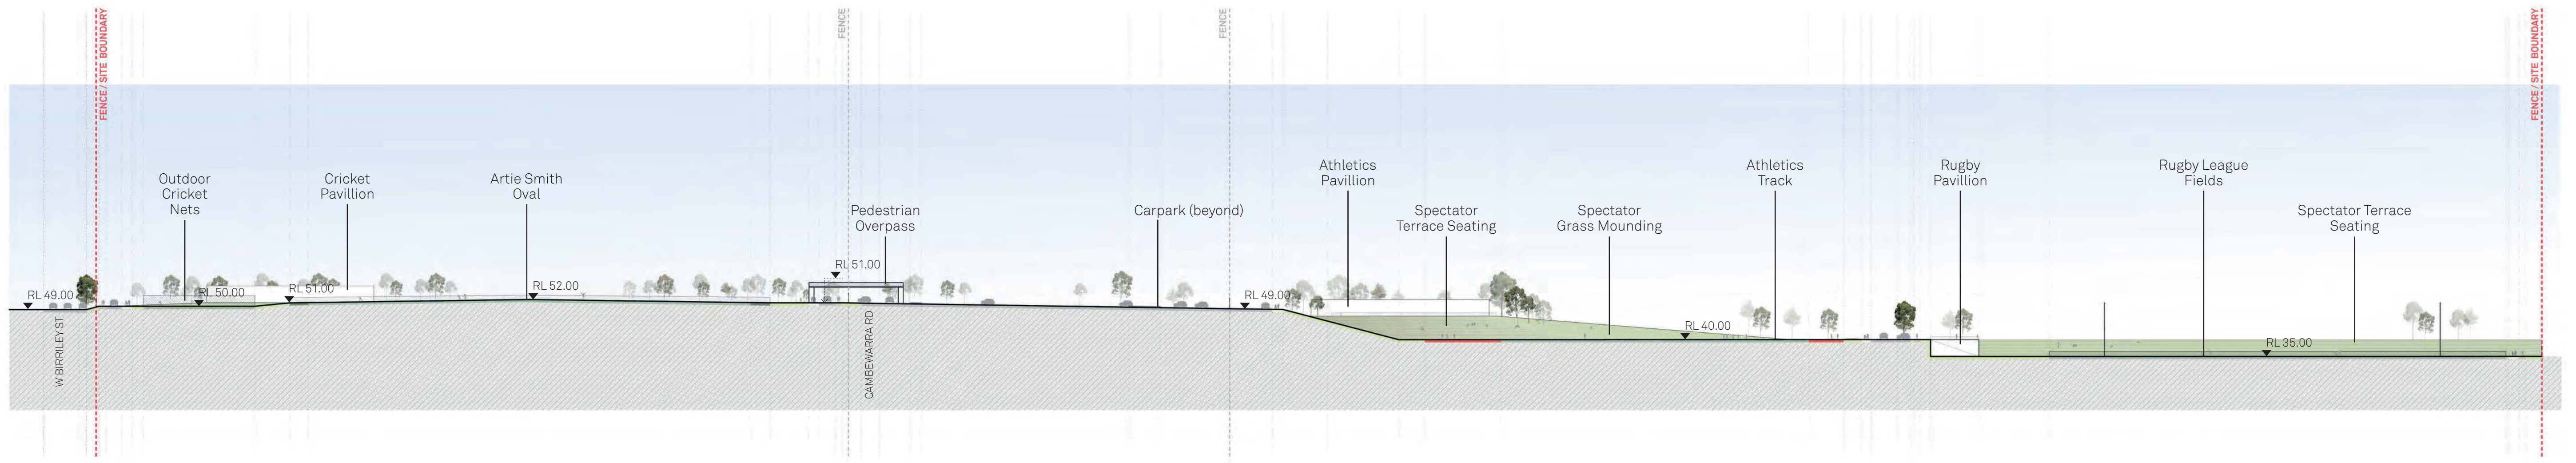 FENCE/ SITE BOUNDARY
FENCE
FENCE
FENCE/ SITE BOUNDARY
Outdoor
Cricket
Nets
Cricket
Pavillion
Artie Smith
Oval
Pedestrian
Overpass
Carpark (beyond)
Athletics
Pavillion
Spectator
Terrace Seating
Spectator
Grass Mounding
Athletics
Track
Rugby
Pavillion
Rugby League
Fields
Spectator Terrace
Seating
RL 49.00
RL 50.00
RL 51.00
RL 52.00
RL 51.00
RL 49.00
RL 40.00
RL 35.00
W BIRRILEY ST
CAMBEWARRA RD